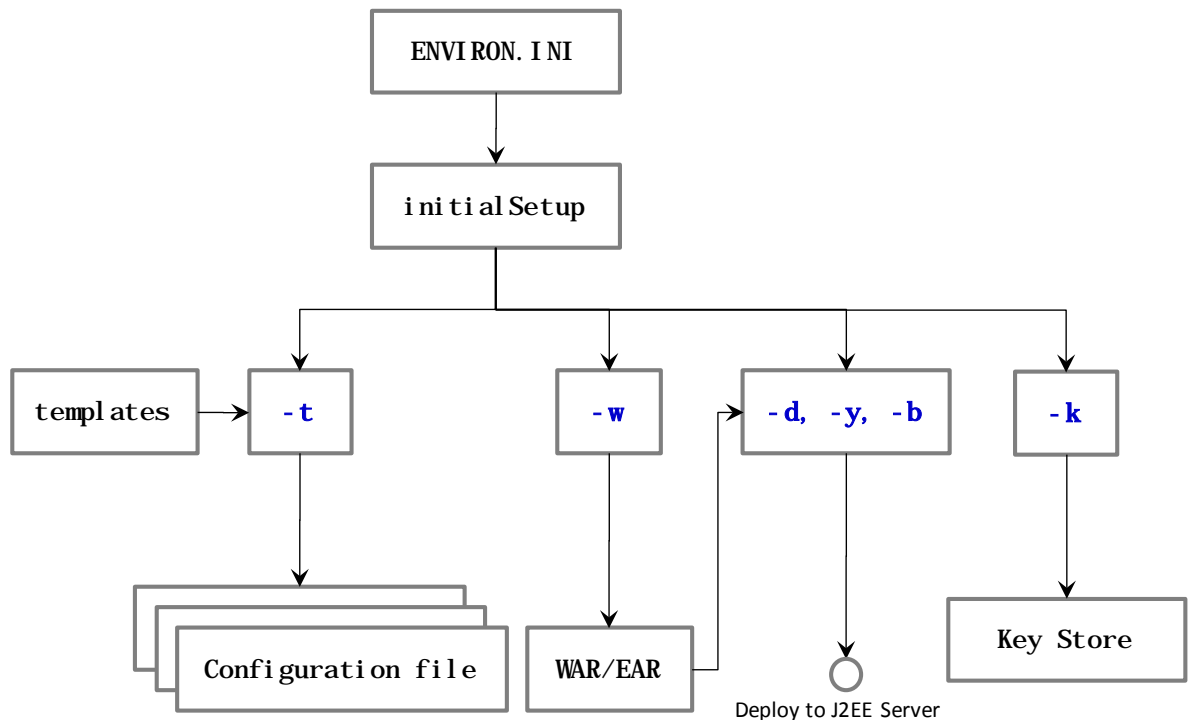 ENVIRON.INI
initialSetup
templates
-t
-w
-d, -y, -b
-k
Configuration file
WAR/EAR
Key Store
Deploy to J2EE Server